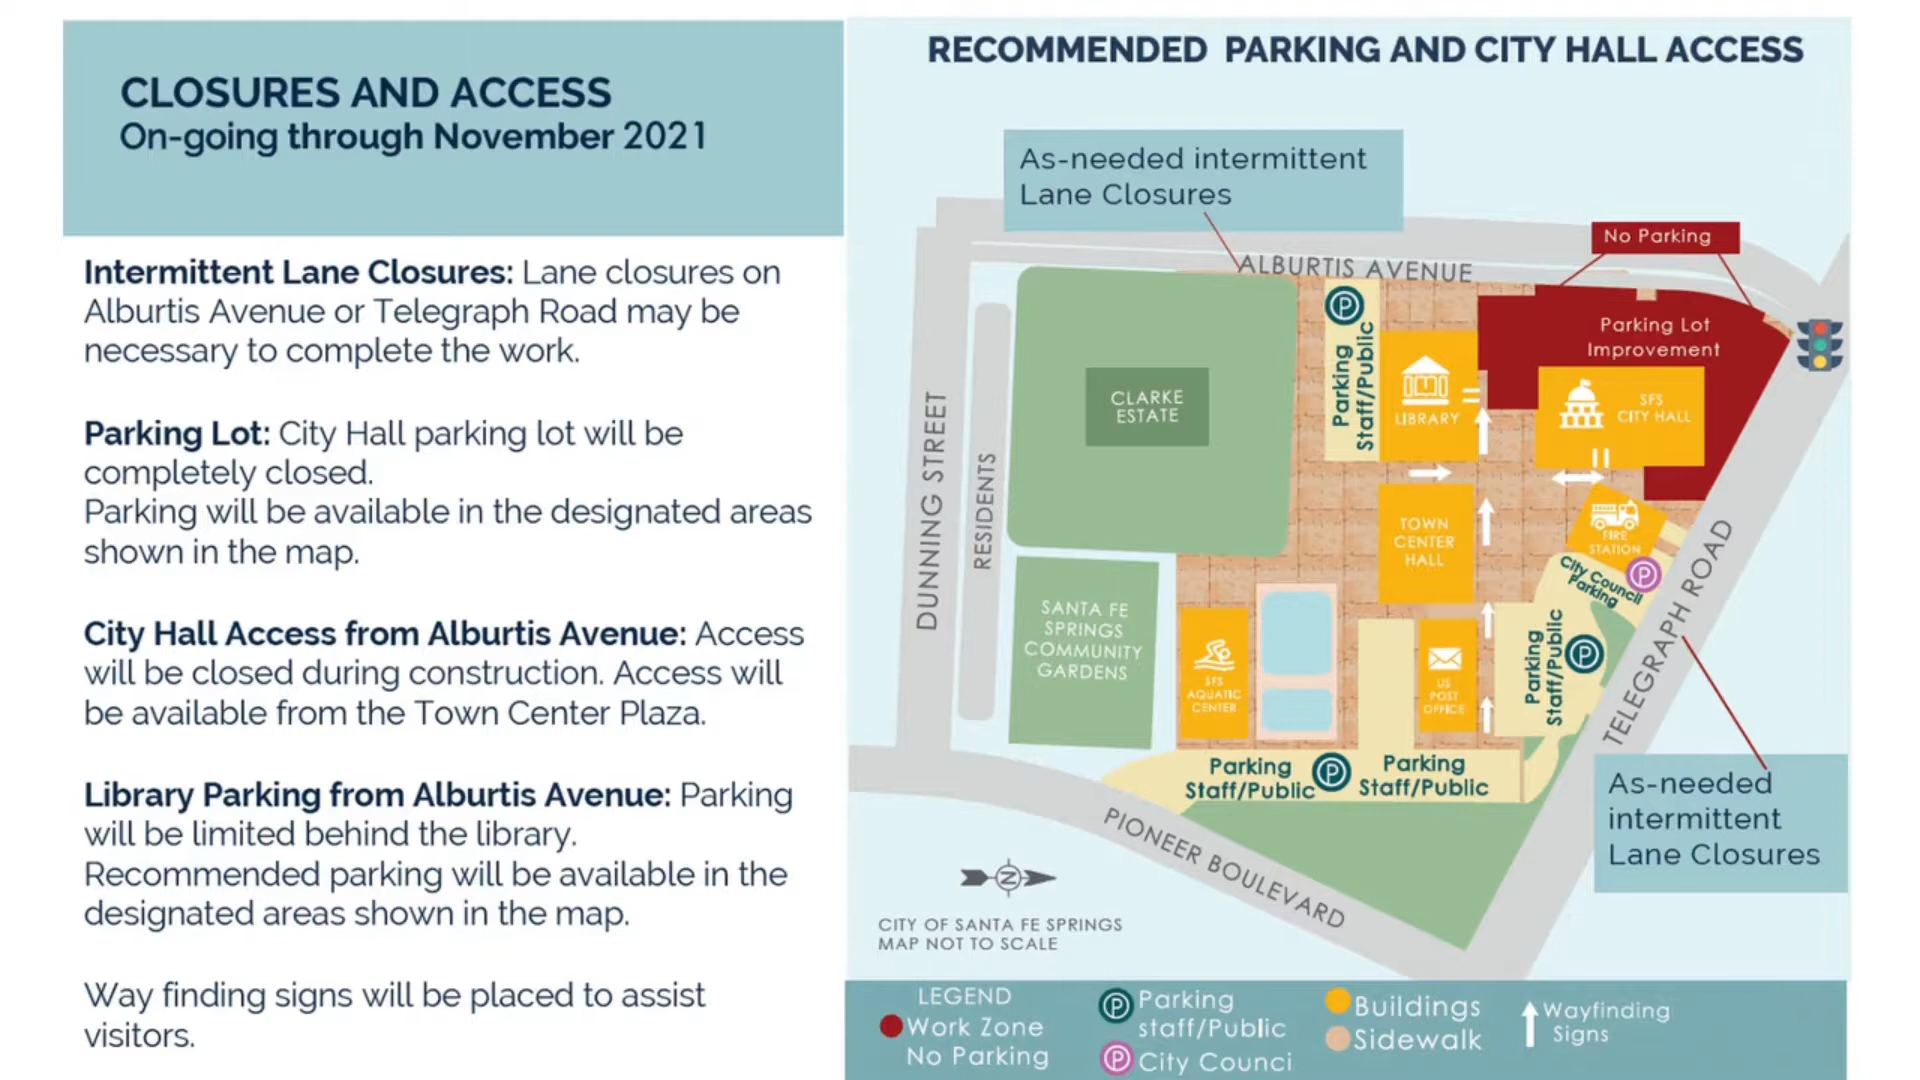 CLOSURES AND ACCESS
On-going through November 2021
Intermittent Lane Closures: Lane closures on
Alburtis Avenue or Telegraph Road may be
necessary to complete the work.
Parking Lot: City Hall parking lot will be
completely closed.
Parking will be available in the designated areas
shown in the map.
City Hall Access from Alburtis Avenue: Access
will be closed during construction. Access will
be available from the Town Center Plaza.
Library Parking from Alburtis Avenue: Parking
will be limited behind the library.
Recommended parking will be available in the
designated areas shown in the map.
Way finding signs will be placed to assist
visitors.
RECOMMENDED PARKING AND CITY HALL ACCESS
As-needed intermittent
Lane Closures
No Parking
ALBURTIS AVENUE
P
Parking
Staff/Public
Parking Lot
Improvement
CLARKE
ESTATE
LIBRARY
SFS
CITY HALL
DUNNING STREET
RESIDENTS
TOWN
CENTER
HALL
FIRE
STATION
City Council
Parking
P
TELEGRAPH ROAD
SANTA FE
SPRINGS
COMMUNITY
GARDENS
SFS
AQUATIC
CENTER
US
POST
OFFICE
Parking
Staff/Public
P
Parking
Staff/Public
P
Parking
Staff/Public
As-needed
intermittent
Lane Closures
PIONEER BOULEVARD
N
CITY OF SANTA FE SPRINGS
MAP NOT TO SCALE
LEGEND
Work Zone
No Parking
P Parking
staff/Public
P City Counci
Buildings
Sidewalk
Wayfinding
Signs